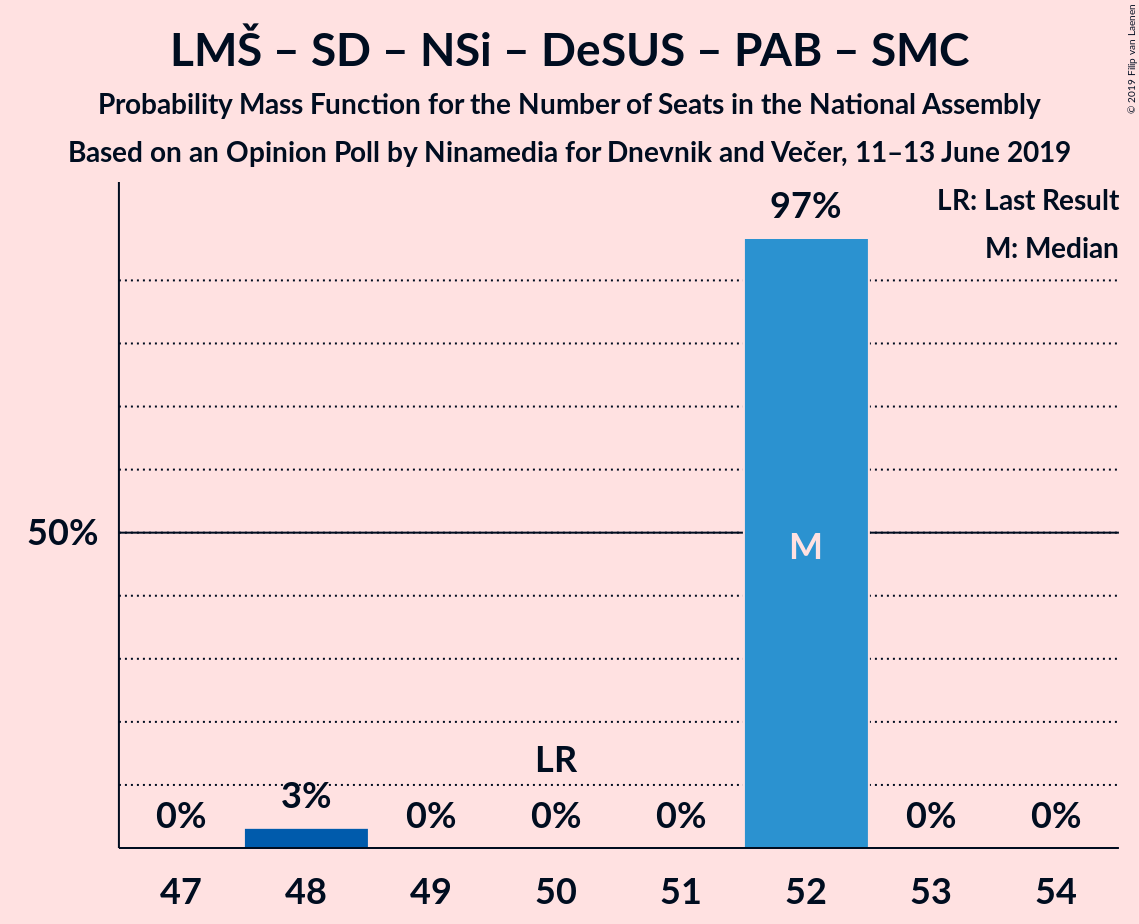 LMŠ – SD – NSi – DeSUS – PAB – SMC
Probability Mass Function for the Number of Seats in the National Assembly
Based on an Opinion Poll by Ninamedia for Dnevnik and Večer, 11–13 June 2019
© 2019 Filip van Laenen
LR: Last Result
M: Median
97%
50%
M
LR
0%
3%
0%
0%
0%
0%
0%
47
48
49
50
51
52
53
54